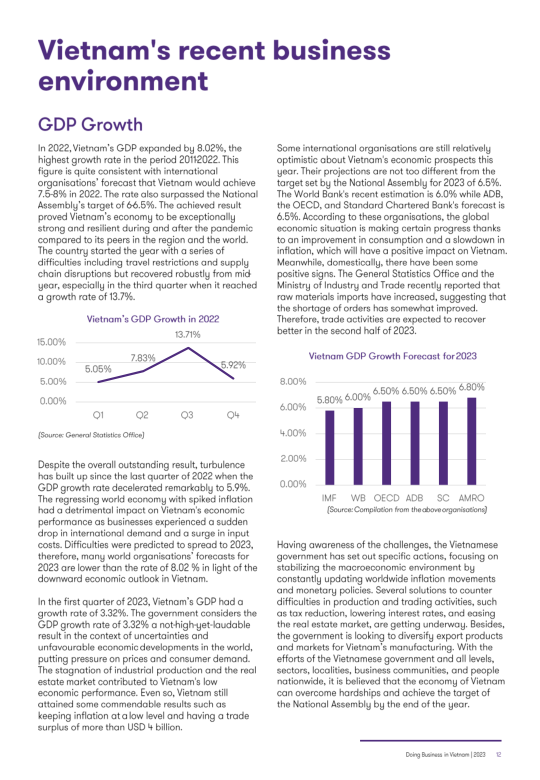 Vietnam's recent business
environment
GDP Growth
In 2022, Vietnam's GDP expanded by 8.02%, the
highest growth rate in the period 2011-2022. This
figure is quite consistent with international
organisations' forecast that Vietnam would achieve
7.5-8% in 2022. The rate also surpassed the National
Assembly's target of 6-6.5%. The achieved result
proved Vietnam's economy to be exceptionally
strong and resilient during and after the pandemic
compared to its peers in the region and the world.
The country started the year with a series of
difficulties including travel restrictions and supply
chain disruptions but recovered robustly from mid-
year, especially in the third quarter when it reached
a growth rate of 13.7%.
Vietnam's GDP Growth in 2022
15.00%
10.00%
5.00%
0.00%
5.05%
7.83%
13.71%
5.92%
Q1 Q2 Q3 Q4
(Source: General Statistics Office)
Despite the overall outstanding result, turbulence
has built up since the last quarter of 2022 when the
GDP growth rate decelerated remarkably to 5.9%.
The regressing world economy with spiked inflation
had a detrimental impact on Vietnam's economic
performance as businesses experienced a sudden
drop in international demand and a surge in input
costs. Difficulties were predicted to spread to 2023,
therefore, many world organisations' forecasts for
2023 are lower than the rate of 8.02 % in light of the
downward economic outlook in Vietnam.
In the first quarter of 2023, Vietnam's GDP had a
growth rate of 3.32%. The government considers the
GDP growth rate of 3.32% a not-high-yet-laudable
result in the context of uncertainties and
unfavourable economic developments in the world,
putting pressure on prices and consumer demand.
The stagnation of industrial production and the real
estate market contributed to Vietnam's low
economic performance. Even so, Vietnam still
attained some commendable results such as
keeping inflation at a low level and having a trade
surplus of more than USD 4 billion.
Some international organisations are still relatively
optimistic about Vietnam's economic prospects this
year. Their projections are not too different from the
target set by the National Assembly for 2023 of 6.5%.
The World Bank's recent estimation is 6.0% while ADB,
the OECD, and Standard Chartered Bank's forecast is
6.5%. According to these organisations, the global
economic situation is making certain progress thanks
to an improvement in consumption and a slowdown in
inflation, which will have a positive impact on Vietnam.
Meanwhile, domestically, there have been some
positive signs. The General Statistics Office and the
Ministry of Industry and Trade recently reported that
raw materials imports have increased, suggesting that
the shortage of orders has somewhat improved.
Therefore, trade activities are expected to recover
better in the second half of 2023.
Vietnam GDP Growth Forecast for 2023
8.00%
6.00%
4.00%
2.00%
0.00%
5.80% 6.00% 6.50% 6.50% 6.50% 6.80%
IMF WB OECD ADB SC AMRO
(Source: Compilation from the above organisations)
Having awareness of the challenges, the Vietnamese
government has set out specific actions, focusing on
stabilizing the macroeconomic environment by
constantly updating worldwide inflation movements
and monetary policies. Several solutions to counter
difficulties in production and trading activities, such
as tax reduction, lowering interest rates, and easing
the real estate market, are getting underway. Besides,
the government is looking to diversify export products
and markets for Vietnam's manufacturing. With the
efforts of the Vietnamese government and all levels,
sectors, localities, business communities, and people
nationwide, it is believed that the economy of Vietnam
can overcome hardships and achieve the target of
the National Assembly by the end of the year.
Doing Business in Vietnam | 2023 12